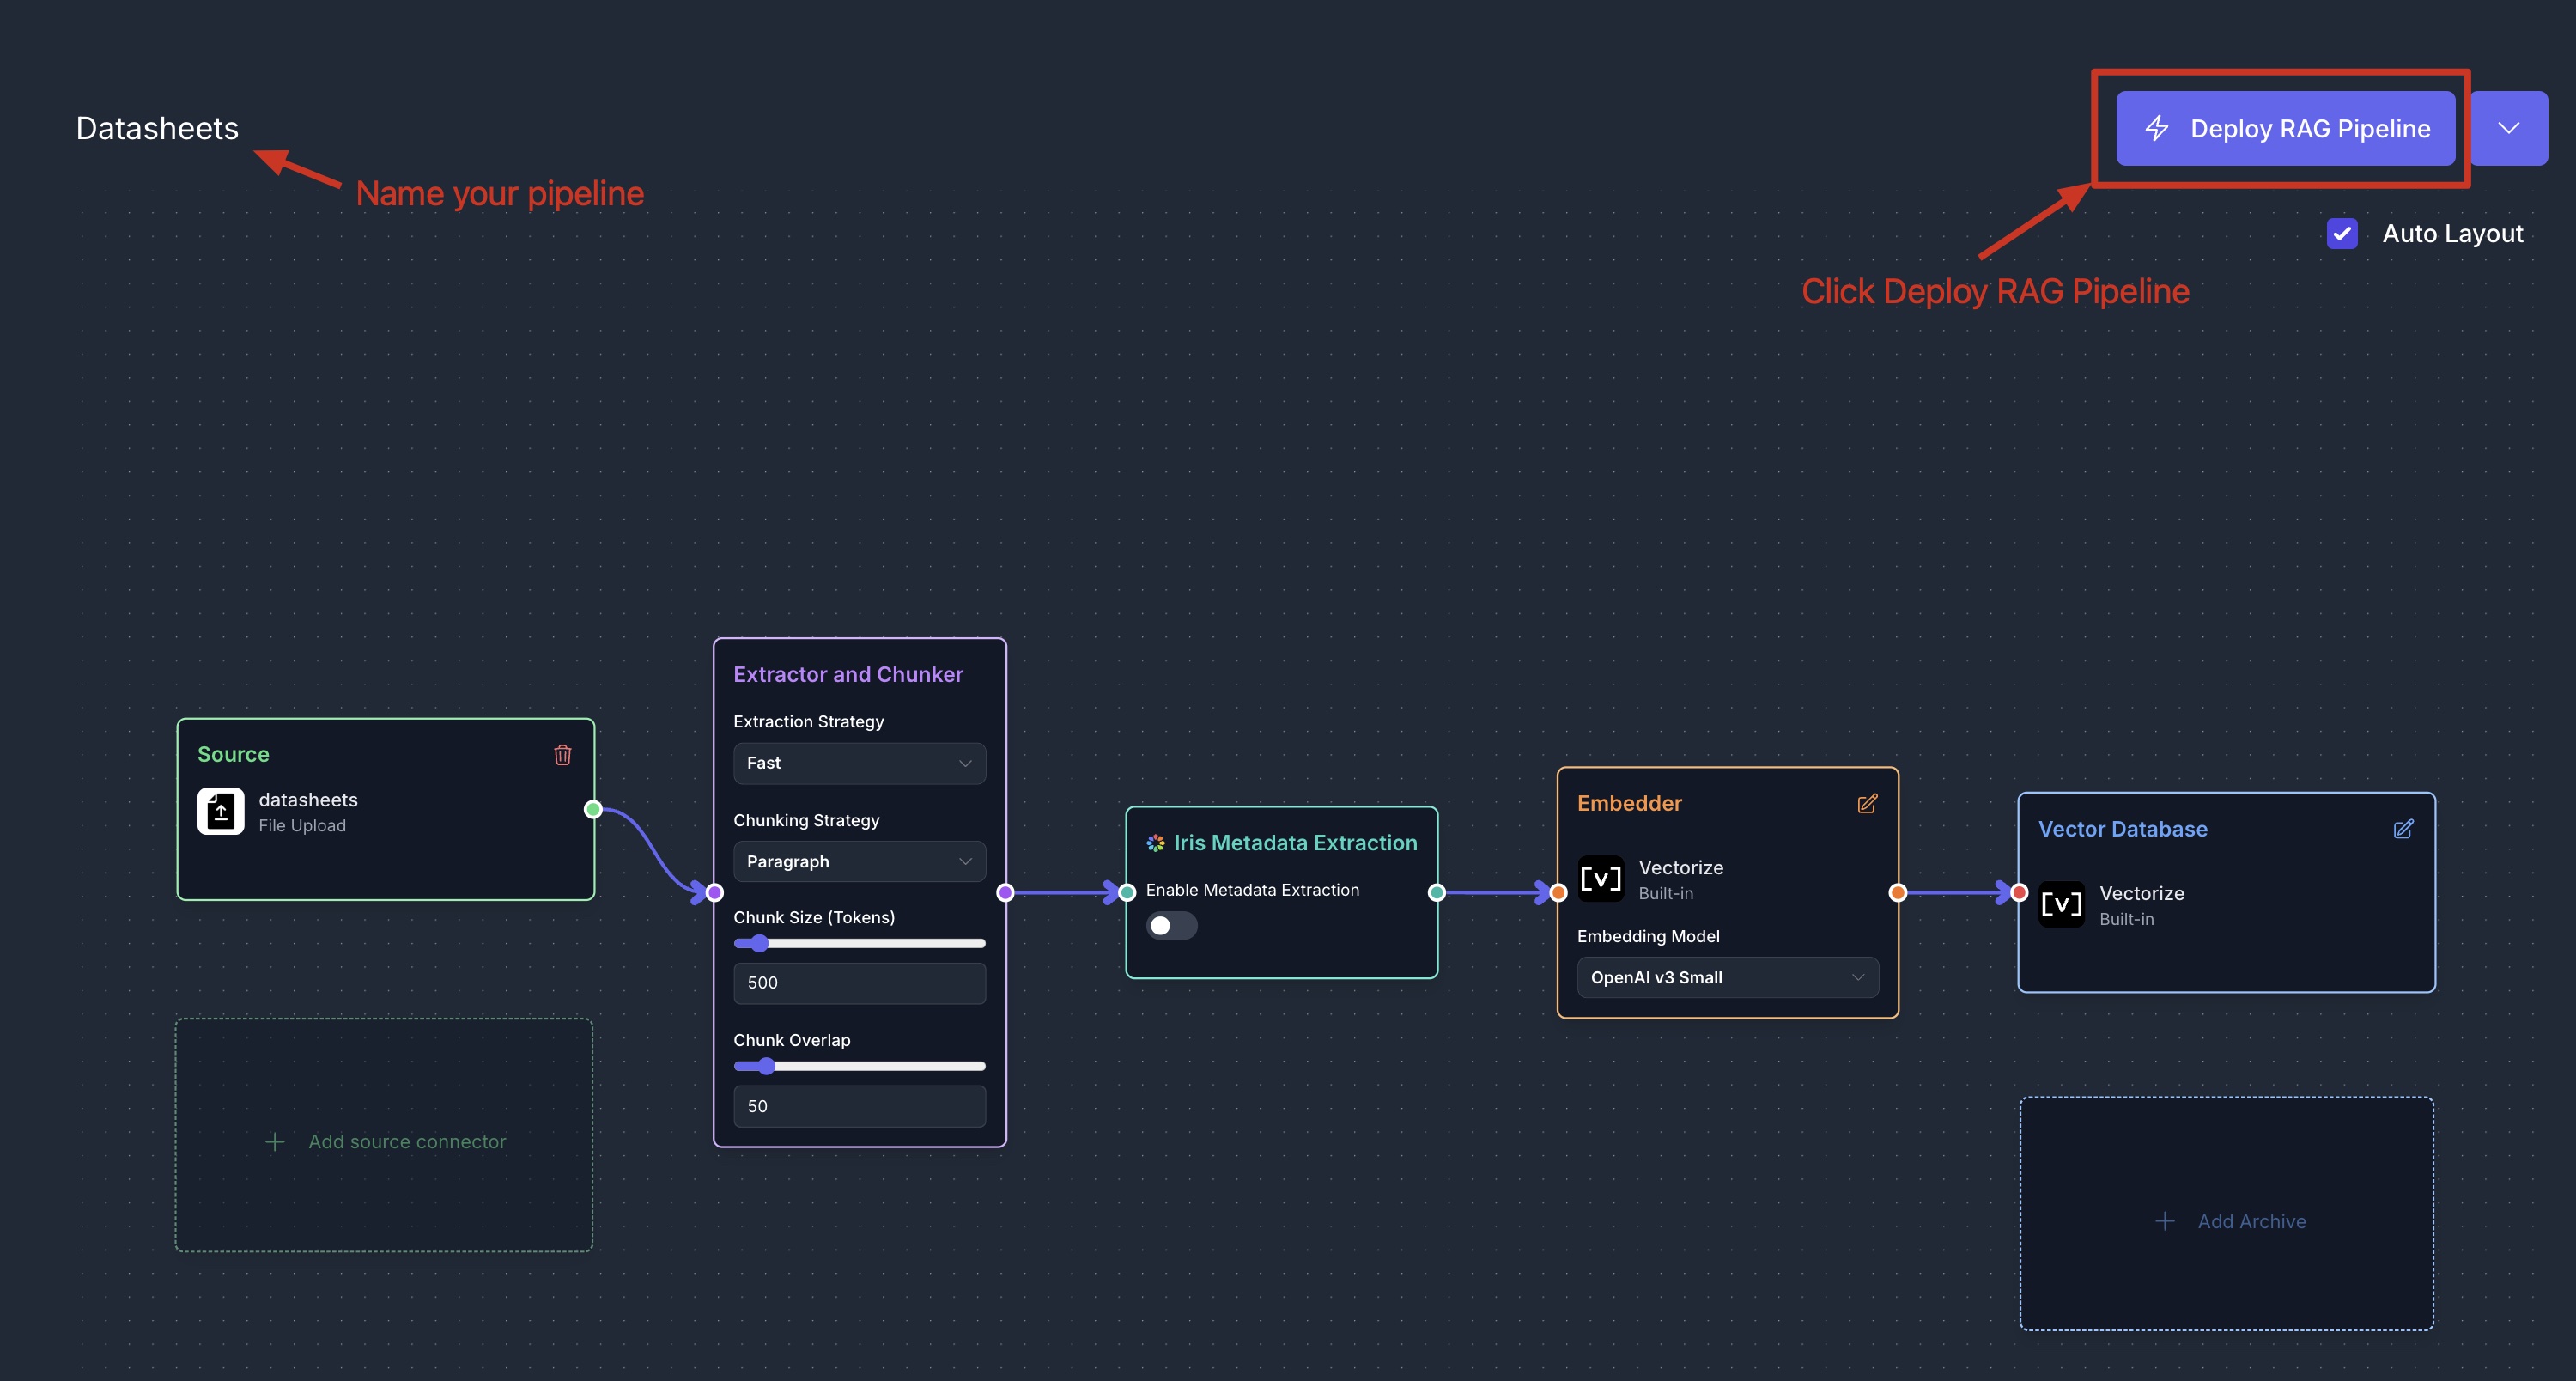 Datasheets
Deploy RAG Pipeline
Name your pipeline
Auto Layout
Click Deploy RAG Pipeline
Source
datasheets
File Upload
Add source connector
Extractor and Chunker
Extraction Strategy
Fast
Chunking Strategy
Paragraph
Chunk Size (Tokens)
500
Chunk Overlap
50
Iris Metadata Extraction
Enable Metadata Extraction
Embedder
[v]
Vectorize
Built-in
Embedding Model
OpenAI v3 Small
Vector Database
[v]
Vectorize
Built-in
Add Archive